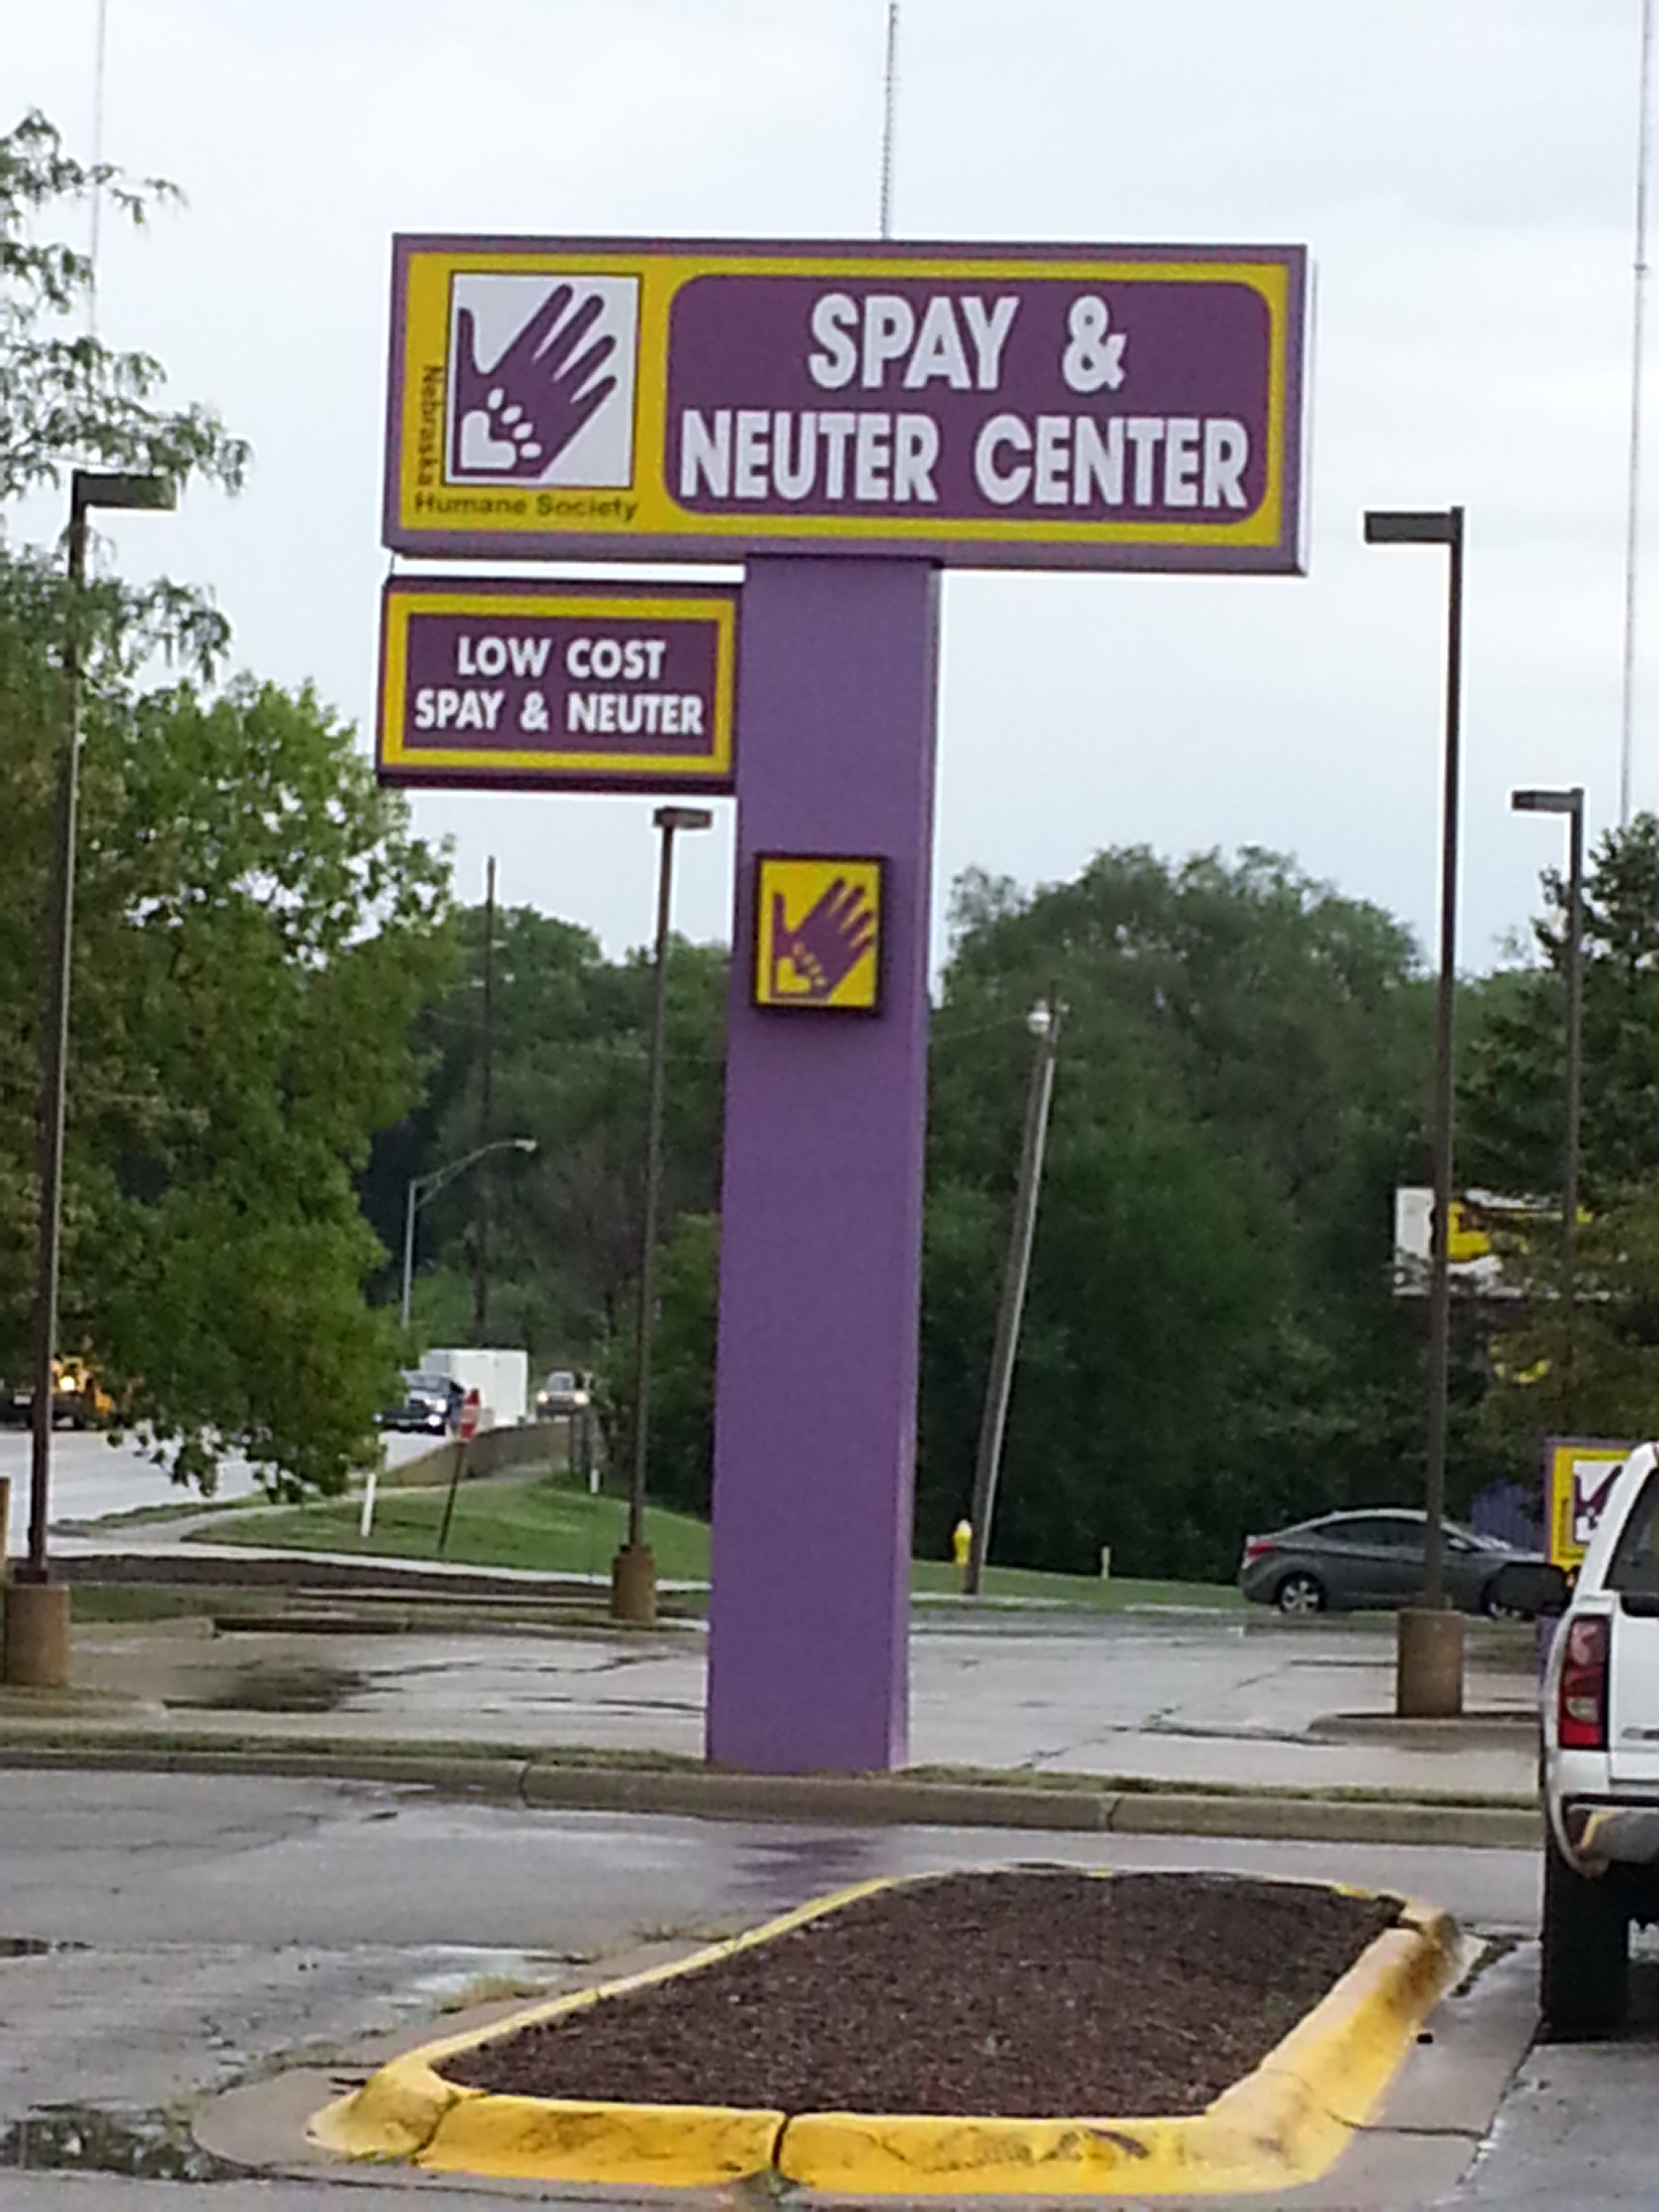 Nebraska
Humane Society
SPAY &
NEUTER CENTER
LOW COST
SPAY & NEUTER